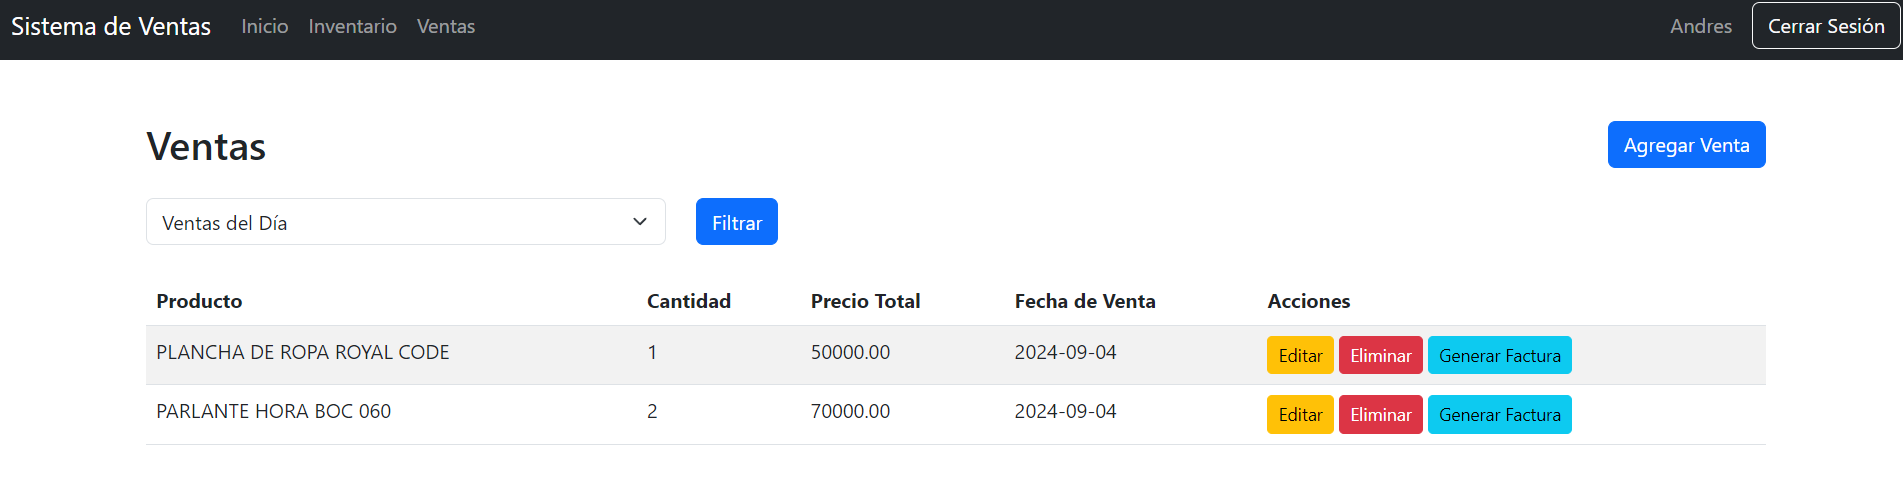 Sistema de Ventas Inicio Inventario Ventas Andres Cerrar Sesión
Ventas Agregar Venta
Ventas del Día Filtrar
Producto Cantidad Precio Total Fecha de Venta Acciones
PLANCHA DE ROPA ROYAL CODE 1 50000.00 2024-09-04 Editar Eliminar Generar Factura
PARLANTE HORA BOC 060 2 70000.00 2024-09-04 Editar Eliminar Generar Factura